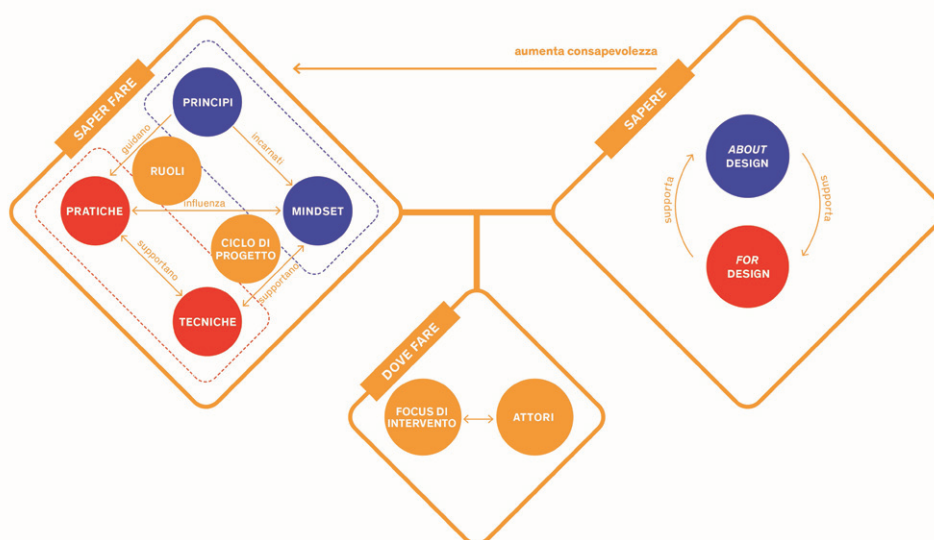 aumenta consapevolezza
SAPER FARE
PRINCIPI
guidano
incarnati
RUOLI
PRATICHE
influenza
MINDSET
CICLO DI
PROGETTO
supportano
supportano
TECNICHE
SAPERE
ABOUT
DESIGN
supporta
supporta
FOR
DESIGN
DOVE FARE
FOCUS DI
INTERVENTO
ATTORI